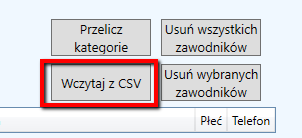 Przelicz
kategorie
Usuń wszystkich
zawodników
Wczytaj z CSV
Usuń wybranych
zawodników
Płeć
Telefon